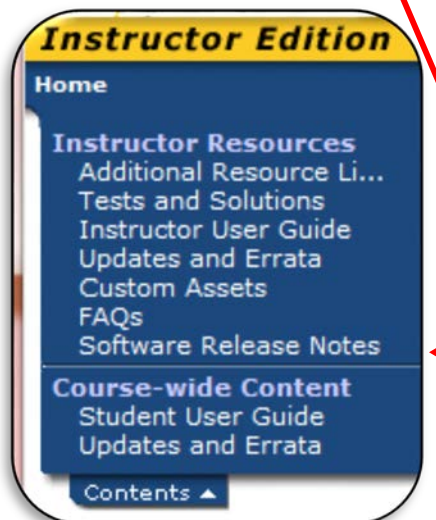 Instructor Edition
Home
Instructor Resources
Additional Resource Li...
Tests and Solutions
Instructor User Guide
Updates and Errata
Custom Assets
FAQs
Software Release Notes
Course-wide Content
Student User Guide
Updates and Errata
Contents ▲